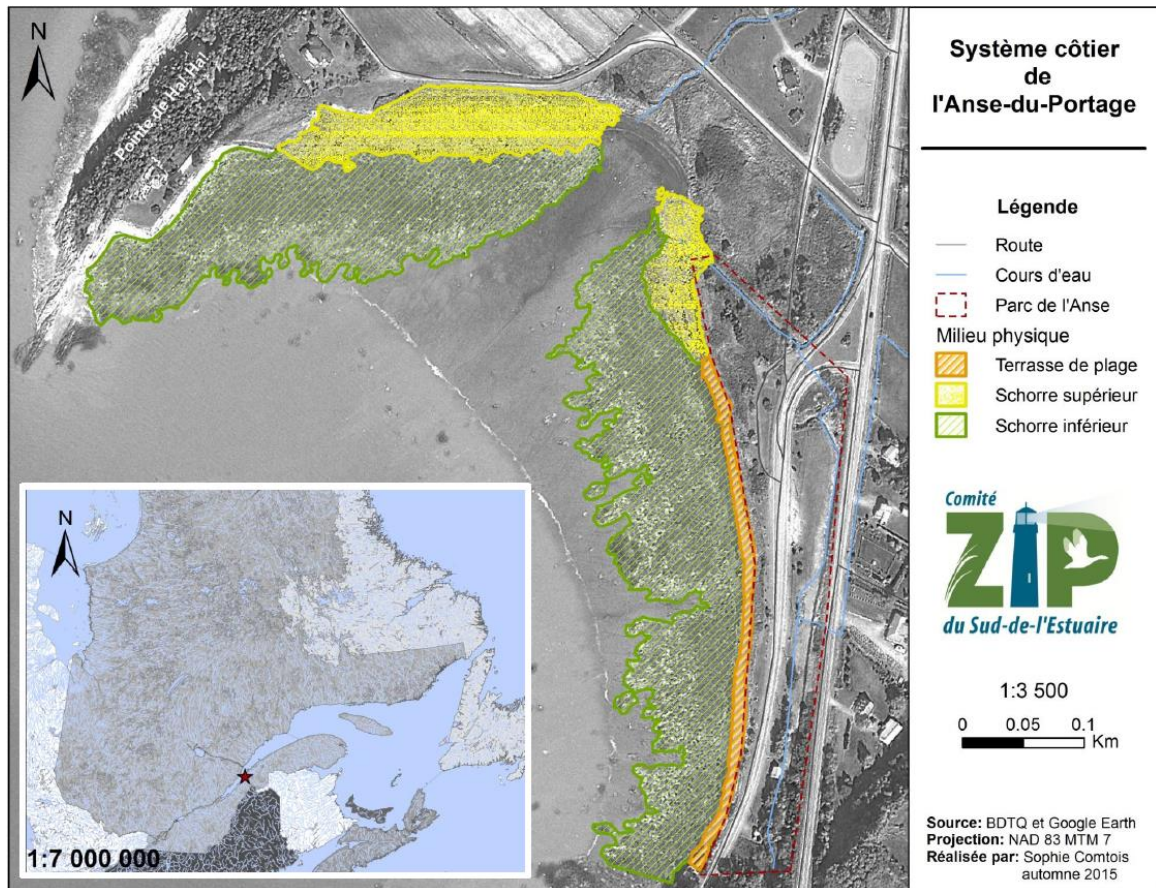 N
Pointe de Ha! Ha!
N
1:7 000 000
Système côtier
de
l'Anse-du-Portage
Légende
Route
Cours d'eau
Parc de l'Anse
Milieu physique
Terrasse de plage
Schorre supérieur
Schorre inférieur
Comité
ZIP
du Sud-de-l'Estuaire
1:3 500
0 0.05 0.1
Km
Source: BDTQ et Google Earth
Projection: NAD 83 MTM 7
Réalisée par: Sophie Comtois
automne 2015